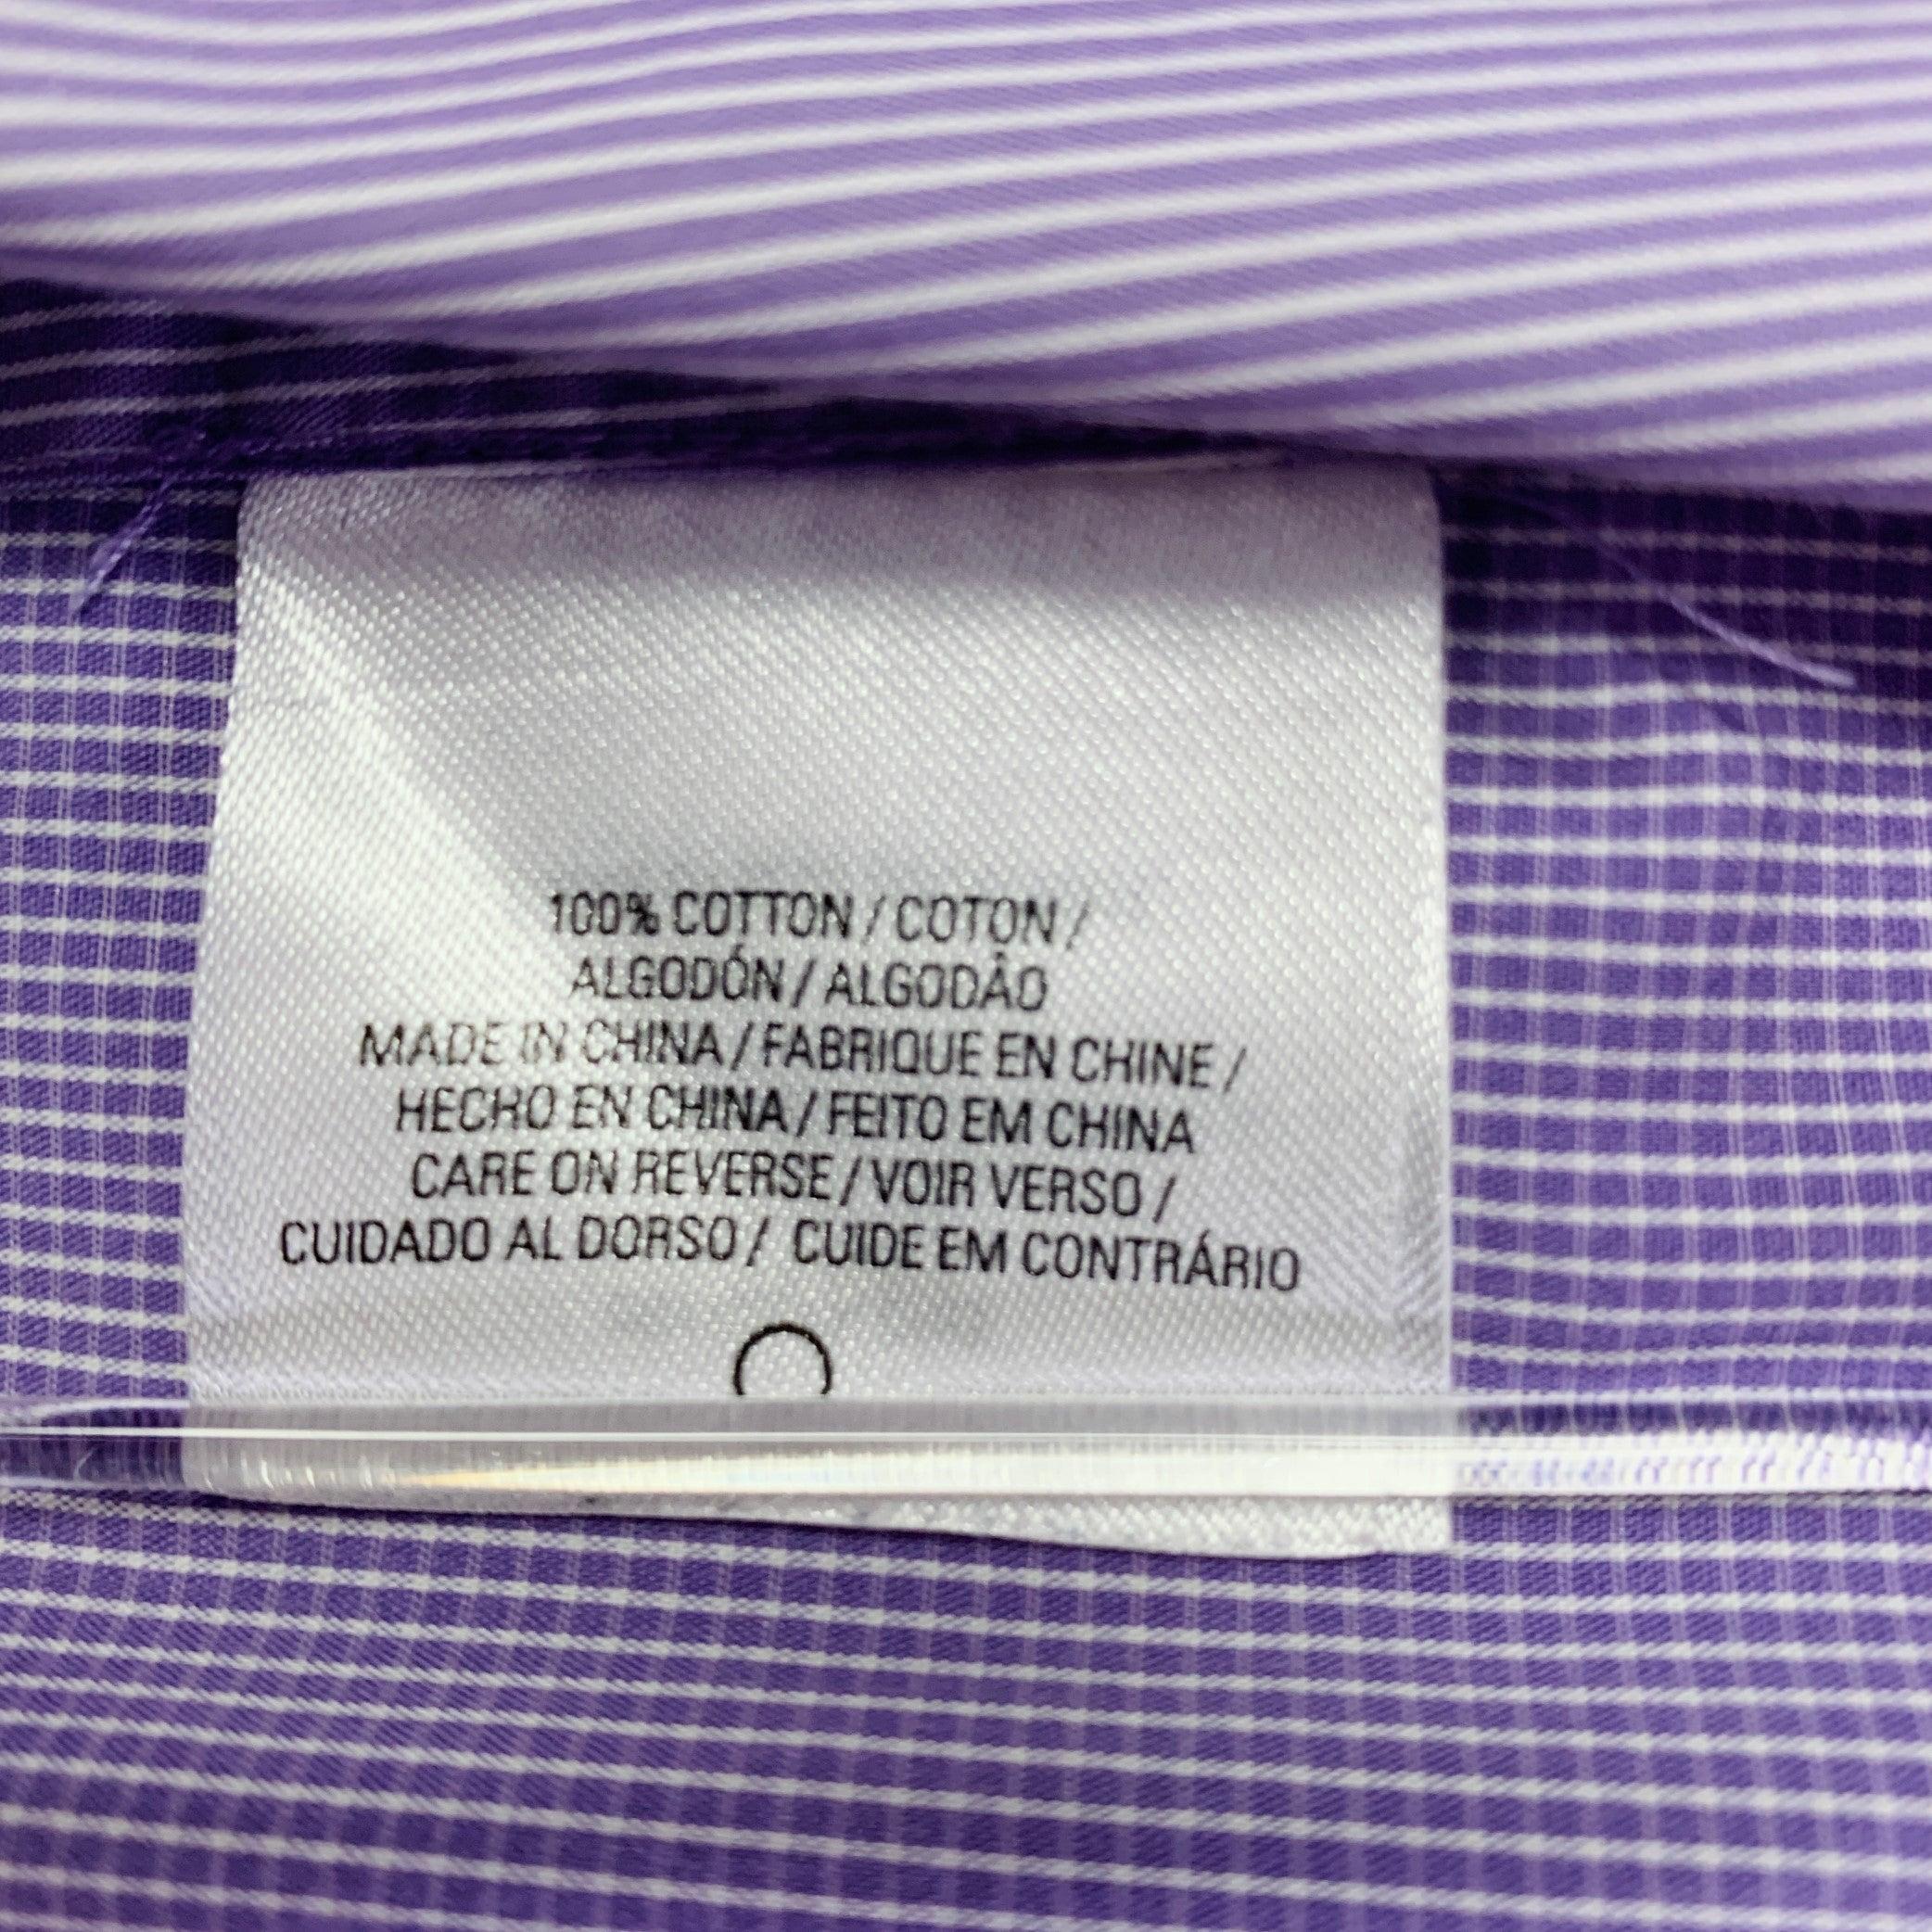 100% COTTON / COTON /
ALGODÓN / ALGODÃO
MADE IN CHINA / FABRIQUE EN CHINE /
HECHO EN CHINA / FEITO EM CHINA
CARE ON REVERSE / VOIR VERSO /
CUIDADO AL DORSO / CUIDE EM CONTRÁRIO